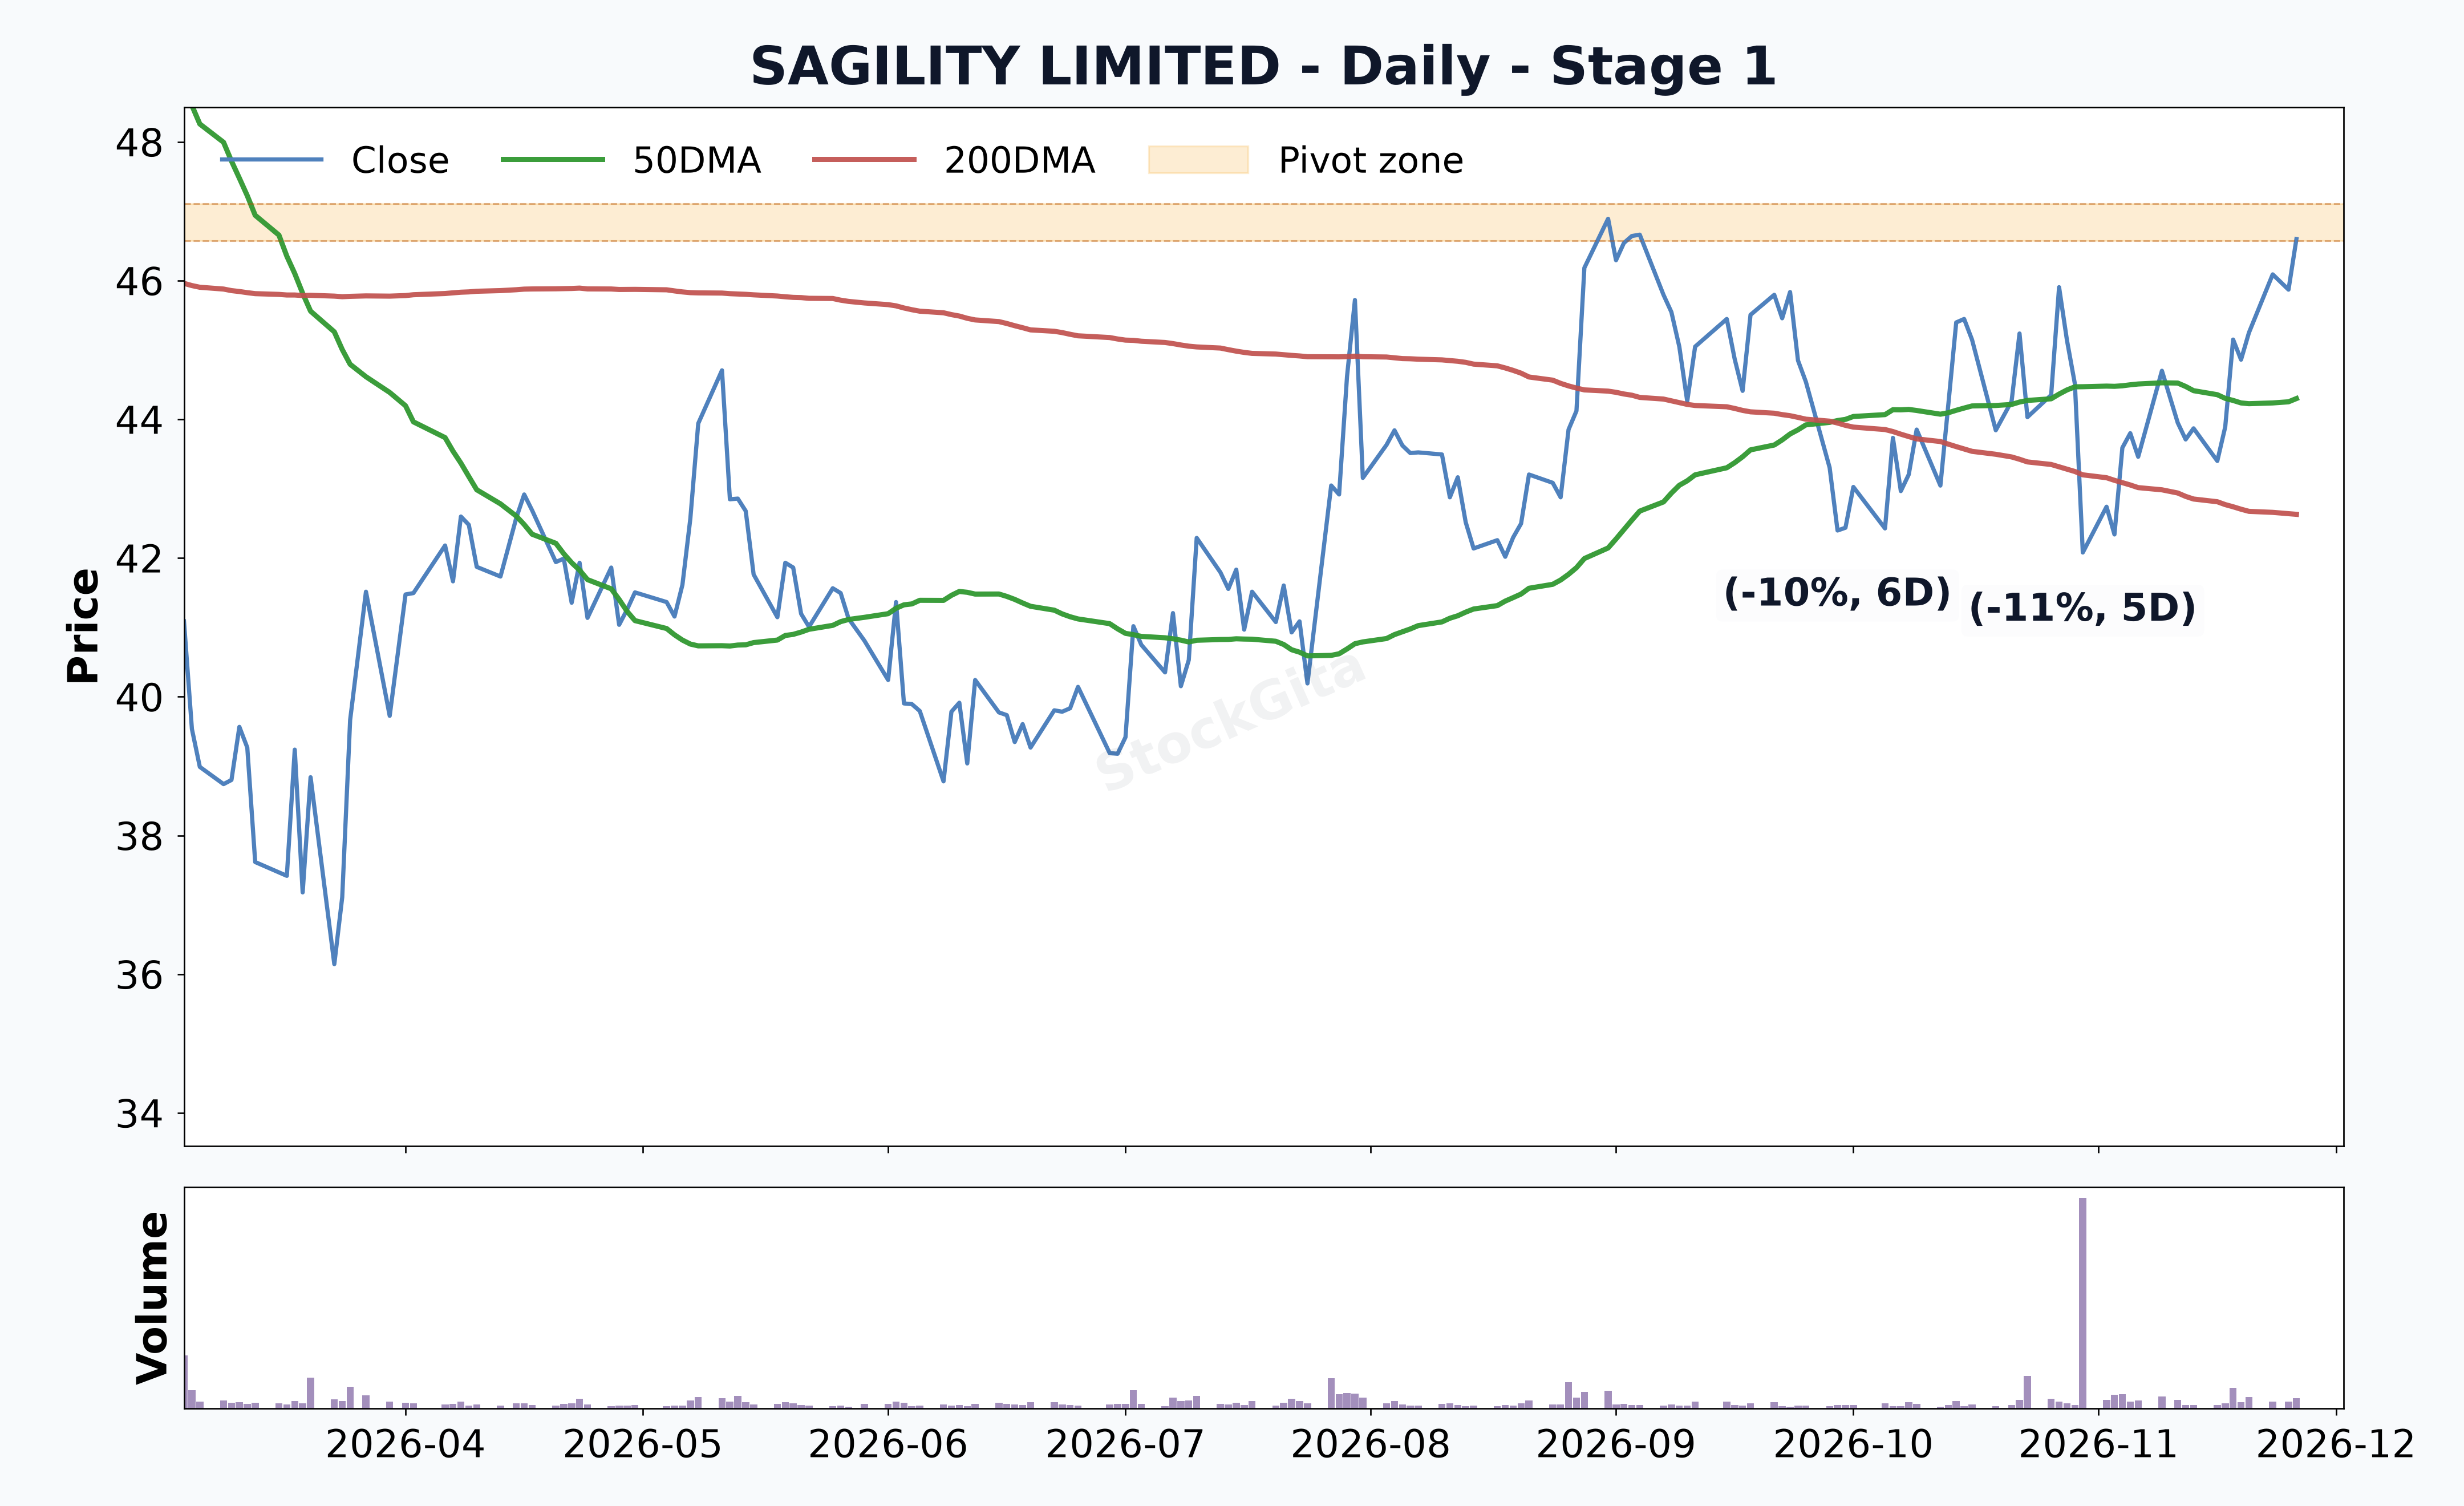 SAGILITY LIMITED - Daily - Stage 1
Close 50DMA 200DMA Pivot zone
Price
48
46
44
42
40
38
36
34
(-10%, 6D)
(-11%, 5D)
StockGita
Volume
2026-04 2026-05 2026-06 2026-07 2026-08 2026-09 2026-10 2026-11 2026-12